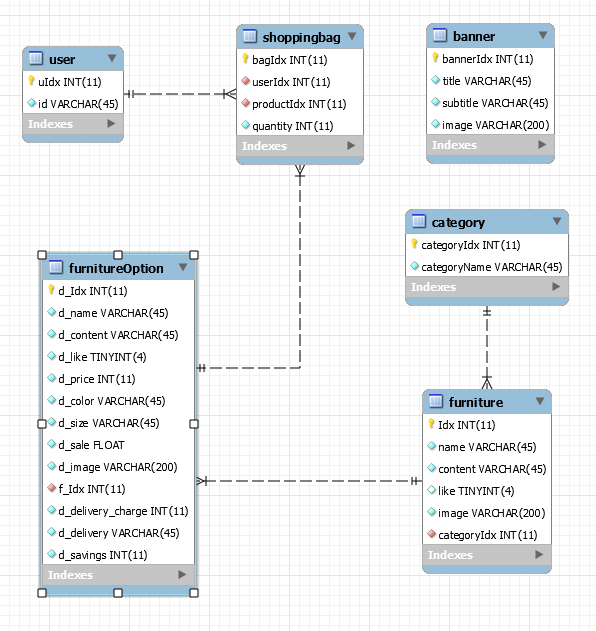 user
uIdx INT(11)
id VARCHAR(45)
Indexes
shoppingbag
bagIdx INT(11)
userIdx INT(11)
productIdx INT(11)
quantity INT(11)
Indexes
banner
bannerIdx INT(11)
title VARCHAR(45)
subtitle VARCHAR(45)
image VARCHAR(200)
Indexes
category
categoryIdx INT(11)
categoryName VARCHAR(45)
Indexes
furnitureOption
d_Idx INT(11)
d_name VARCHAR(45)
d_content VARCHAR(45)
d_like TINYINT(4)
d_price INT(11)
d_color VARCHAR(45)
d_size VARCHAR(45)
d_sale FLOAT
d_image VARCHAR(200)
f_Idx INT(11)
d_delivery_charge INT(11)
d_delivery VARCHAR(45)
d_savings INT(11)
Indexes
furniture
Idx INT(11)
name VARCHAR(45)
content VARCHAR(45)
like TINYINT(4)
image VARCHAR(200)
categoryIdx INT(11)
Indexes